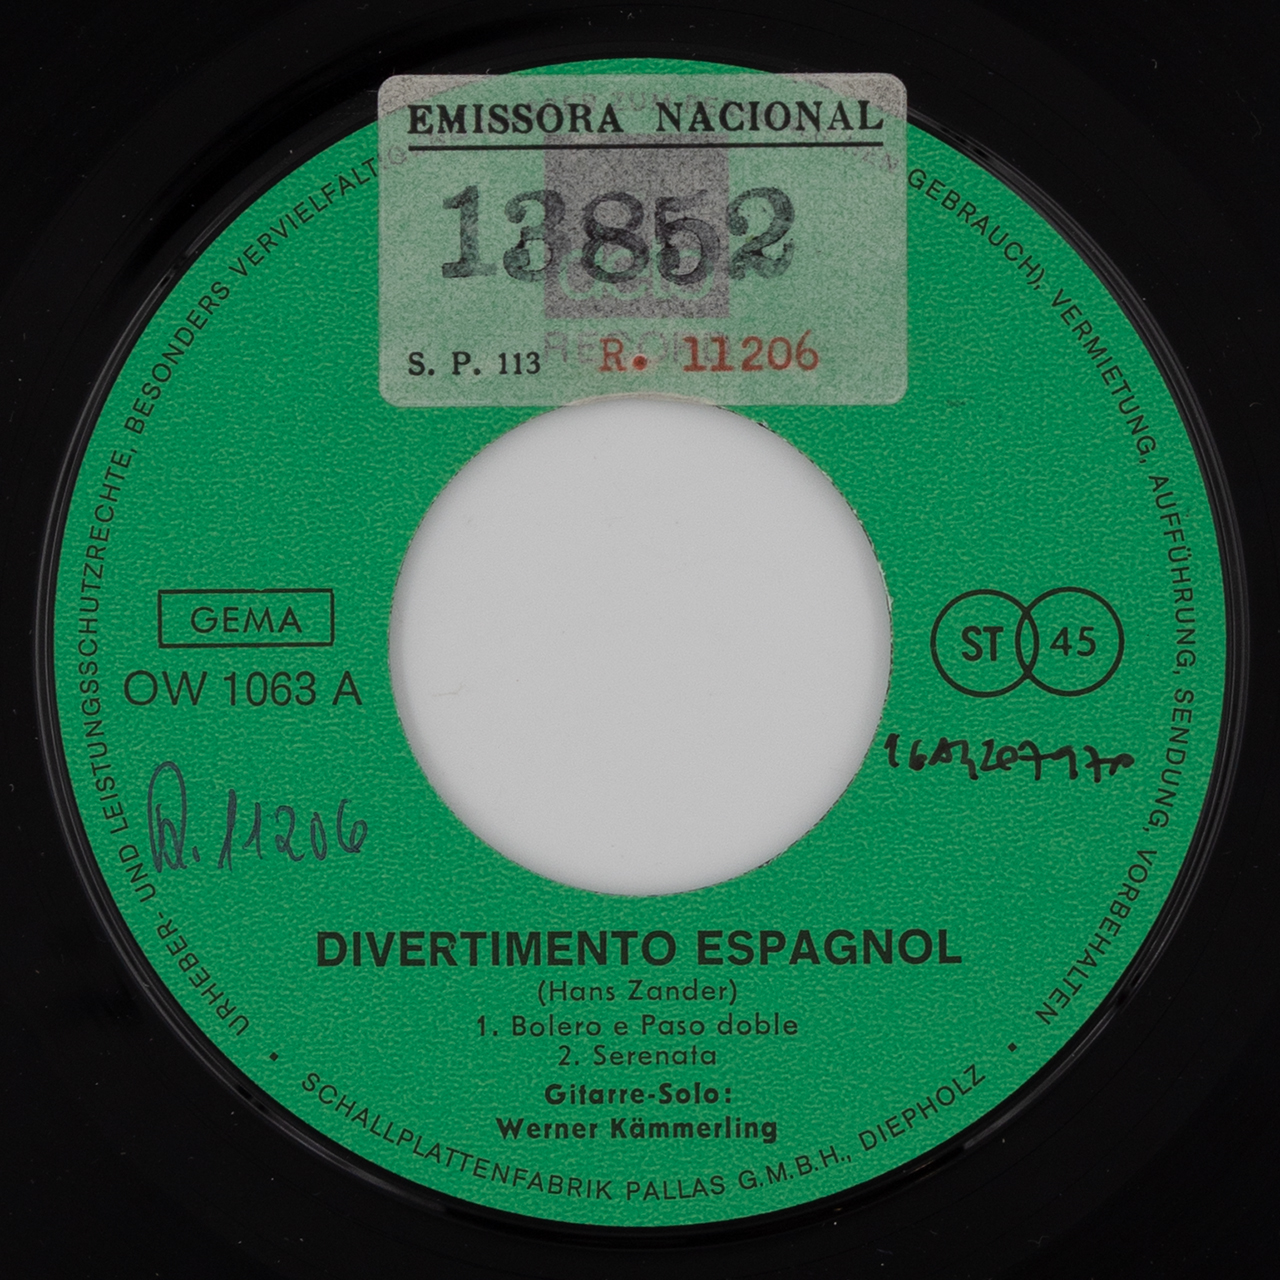 EMISSORA NACIONAL
13852
S. P. 113 R. 11206
GEMA
OW 1063 A
ST 45
R. 11206
DIVERTIMENTO ESPAGNOL
(Hans Zander)
1. Bolero e Paso doble
2. Serenata
Gitarre-Solo:
Werner Kämmerling
URHEBER- UND LEISTUNGSSCHUTZRECHTE, BESONDERS VERVIELFÄLTIG GEBRAUCH), VERMIETUNG, AUFFÜHRUNG, SENDUNG, VORBEHALTEN
SCHALLPLATTENFABRIK PALLAS G.M.B.H., DIEPHOLZ